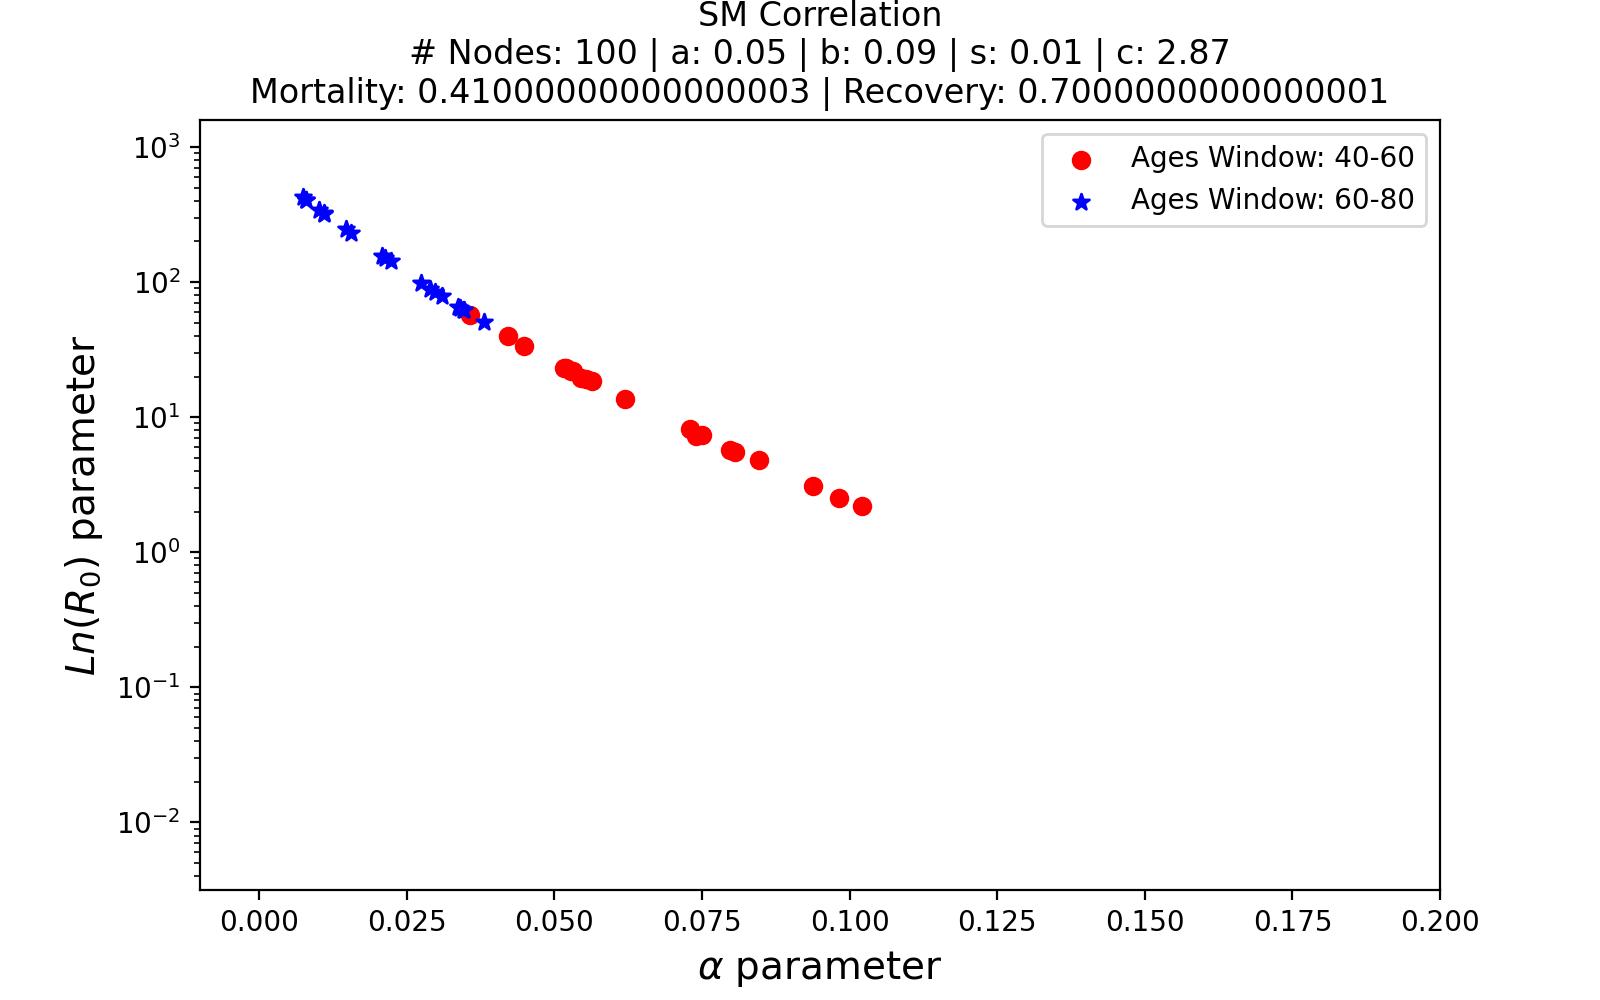 SM Correlation
# Nodes: 100 | a: 0.05 | b: 0.09 | s: 0.01 | c: 2.87
Mortality: 0.41000000000000003 | Recovery: 0.7000000000000001
Ages Window: 40-60
Ages Window: 60-80
10³
10²
10¹
10⁰
10⁻¹
10⁻²
Ln(R₀) parameter
0.000 0.025 0.050 0.075 0.100 0.125 0.150 0.175 0.200
α parameter